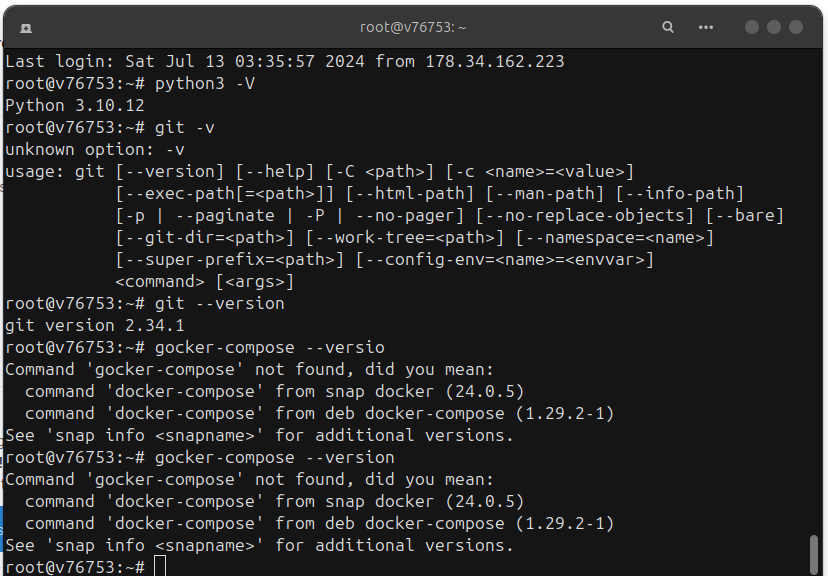 root@v76753: ~
Last login: Sat Jul 13 03:35:57 2024 from 178.34.162.223
root@v76753:~# python3 -V
Python 3.10.12
root@v76753:~# git -v
unknown option: -v
usage: git [--version] [--help] [-C <path>] [-c <name>=<value>]
           [--exec-path[=<path>]] [--html-path] [--man-path] [--info-path]
           [-p | --paginate | -P | --no-pager] [--no-replace-objects] [--bare]
           [--git-dir=<path>] [--work-tree=<path>] [--namespace=<name>]
           [--super-prefix=<path>] [--config-env=<name>=<envvar>]
           <command> [<args>]
root@v76753:~# git --version
git version 2.34.1
root@v76753:~# gocker-compose --versio
Command 'gocker-compose' not found, did you mean:
  command 'docker-compose' from snap docker (24.0.5)
  command 'docker-compose' from deb docker-compose (1.29.2-1)
See 'snap info <snapname>' for additional versions.
root@v76753:~# gocker-compose --version
Command 'gocker-compose' not found, did you mean:
  command 'docker-compose' from snap docker (24.0.5)
  command 'docker-compose' from deb docker-compose (1.29.2-1)
See 'snap info <snapname>' for additional versions.
root@v76753:~#